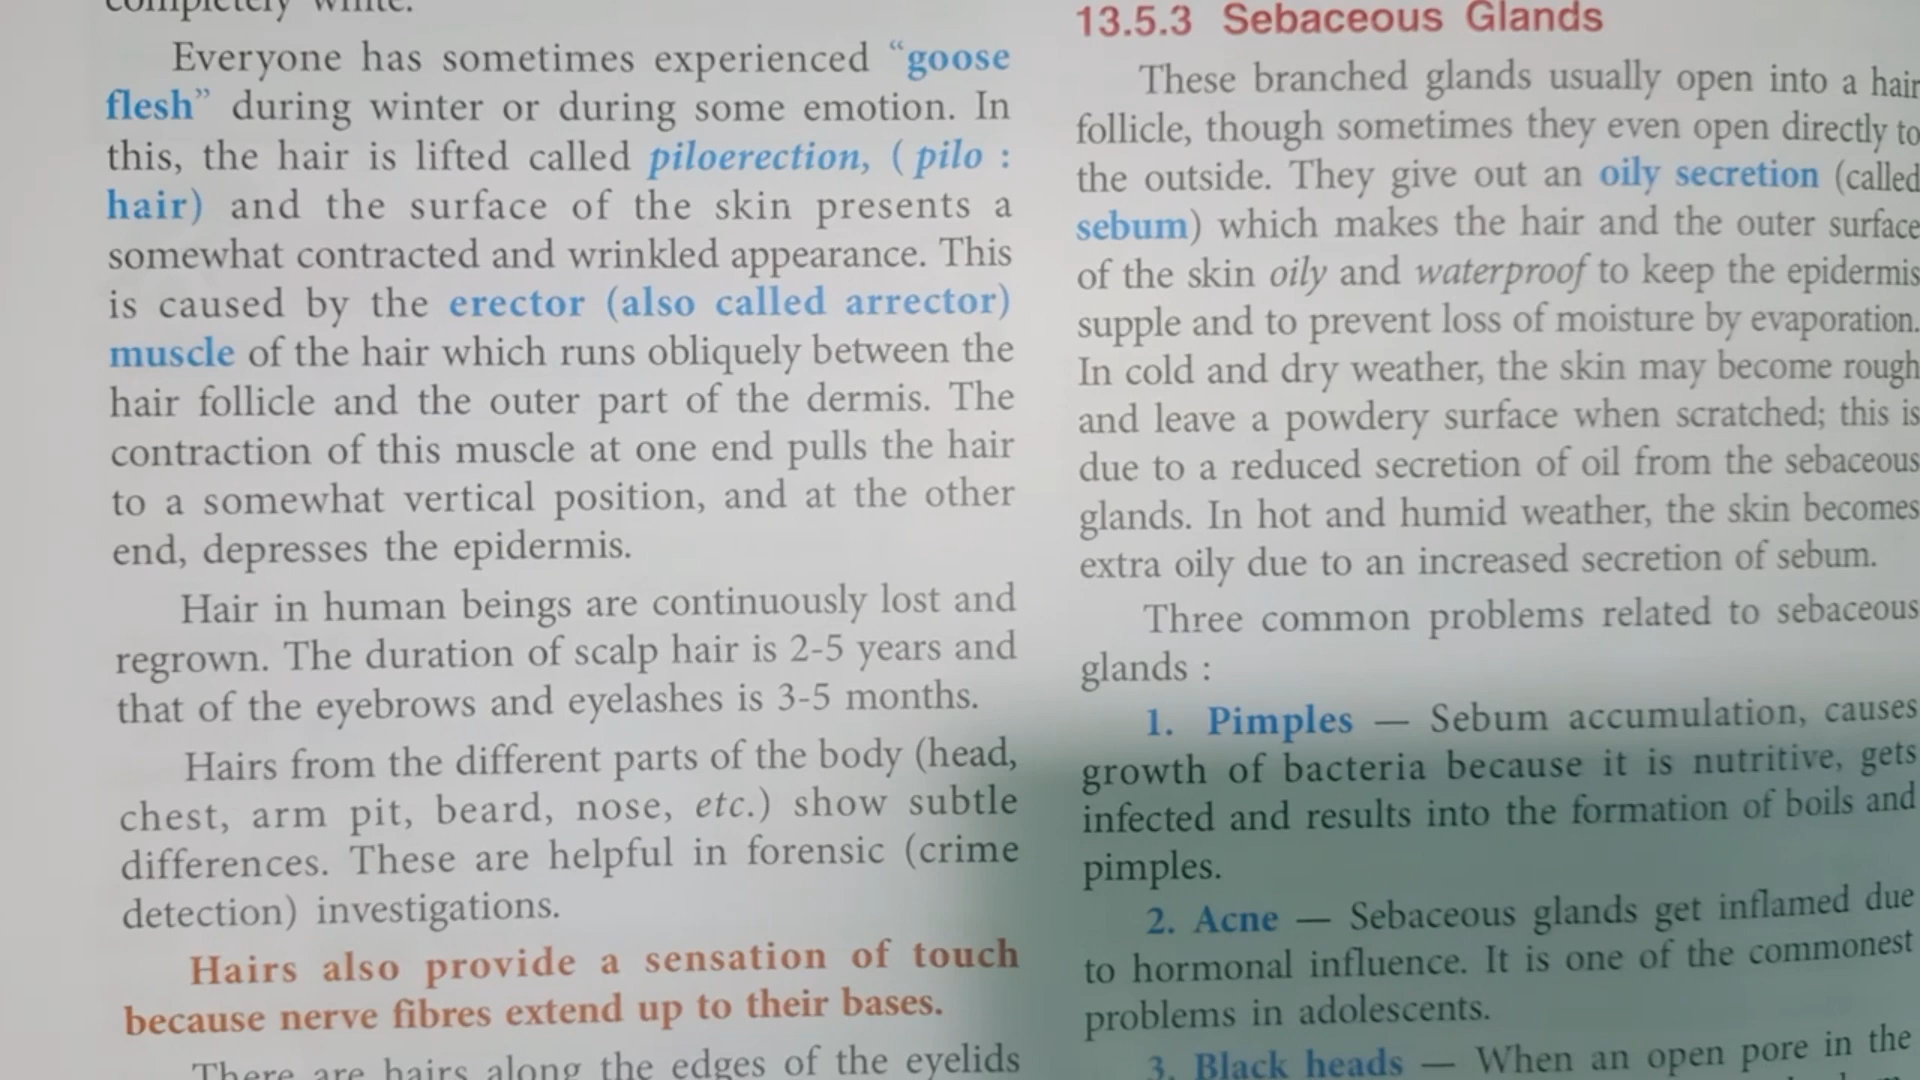 completely white.
Everyone has sometimes experienced “goose
flesh” during winter or during some emotion. In
this, the hair is lifted called piloerection, ( pilo :
hair) and the surface of the skin presents a
somewhat contracted and wrinkled appearance. This
is caused by the erector (also called arrector)
muscle of the hair which runs obliquely between the
hair follicle and the outer part of the dermis. The
contraction of this muscle at one end pulls the hair
to a somewhat vertical position, and at the other
end, depresses the epidermis.
Hair in human beings are continuously lost and
regrown. The duration of scalp hair is 2-5 years and
that of the eyebrows and eyelashes is 3-5 months.
Hairs from the different parts of the body (head,
chest, arm pit, beard, nose, etc.) show subtle
differences. These are helpful in forensic (crime
detection) investigations.
Hairs also provide a sensation of touch
because nerve fibres extend up to their bases.
There are hairs along the edges of the eyelids
13.5.3 Sebaceous Glands
These branched glands usually open into a hair
follicle, though sometimes they even open directly to
the outside. They give out an oily secretion (called
sebum) which makes the hair and the outer surface
of the skin oily and waterproof to keep the epidermis
supple and to prevent loss of moisture by evaporation.
In cold and dry weather, the skin may become rough
and leave a powdery surface when scratched; this is
due to a reduced secretion of oil from the sebaceous
glands. In hot and humid weather, the skin becomes
extra oily due to an increased secretion of sebum.
Three common problems related to sebaceous
glands :
1. Pimples — Sebum accumulation, causes
growth of bacteria because it is nutritive, gets
infected and results into the formation of boils and
pimples.
2. Acne — Sebaceous glands get inflamed due
to hormonal influence. It is one of the commonest
problems in adolescents.
3. Black heads — When an open pore in the